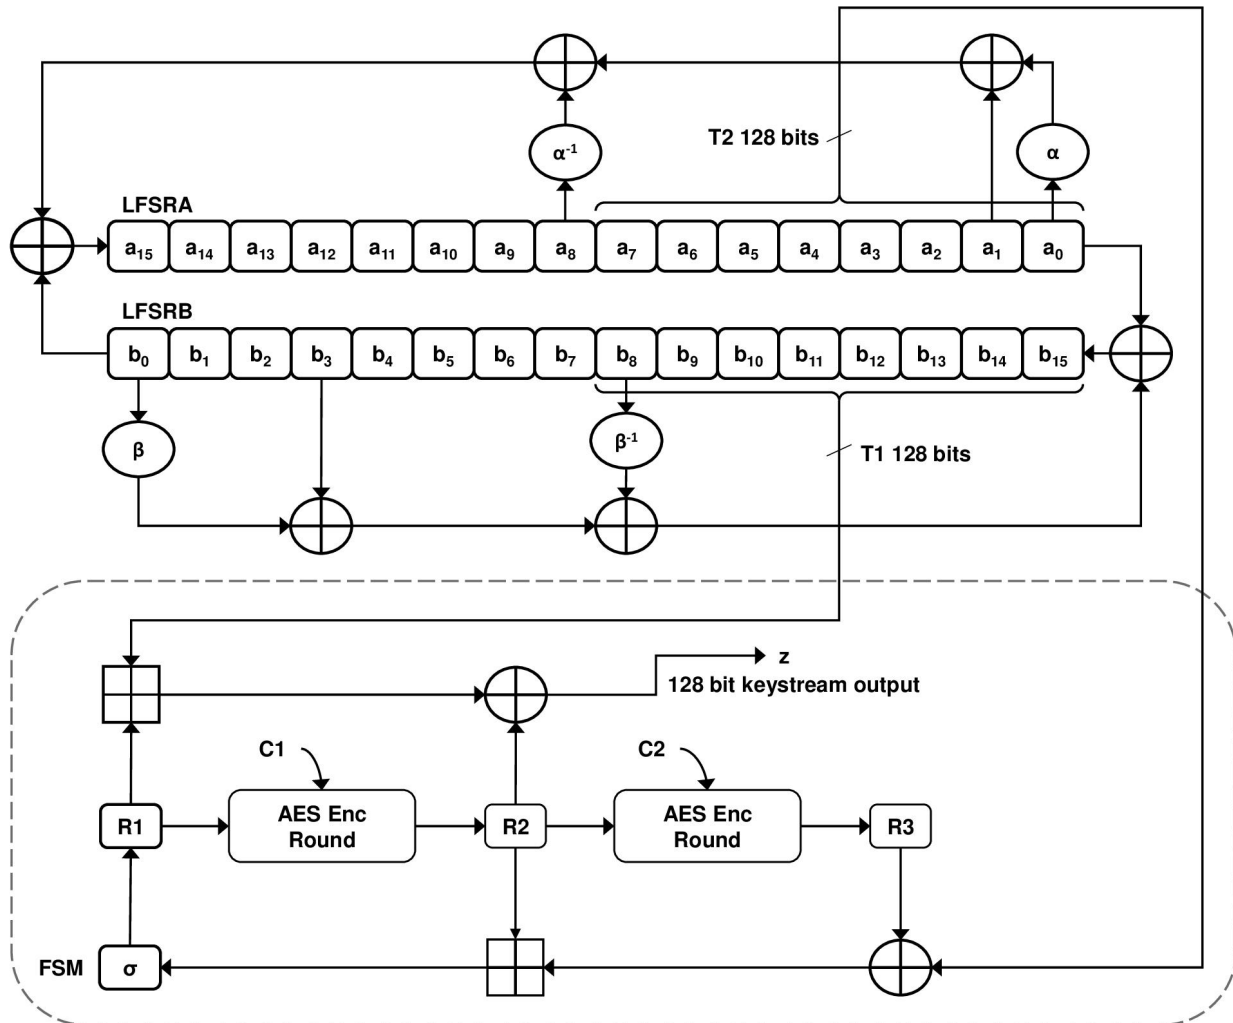 T2 128 bits
α⁻¹
α
LFSRA
a₁₅ a₁₄ a₁₃ a₁₂ a₁₁ a₁₀ a₉ a₈ a₇ a₆ a₅ a₄ a₃ a₂ a₁ a₀
LFSRB
b₀ b₁ b₂ b₃ b₄ b₅ b₆ b₇ b₈ b₉ b₁₀ b₁₁ b₁₂ b₁₃ b₁₄ b₁₅
β
β⁻¹
T1 128 bits
z
128 bit keystream output
C1
C2
R1
AES Enc
Round
R2
AES Enc
Round
R3
FSM
σ